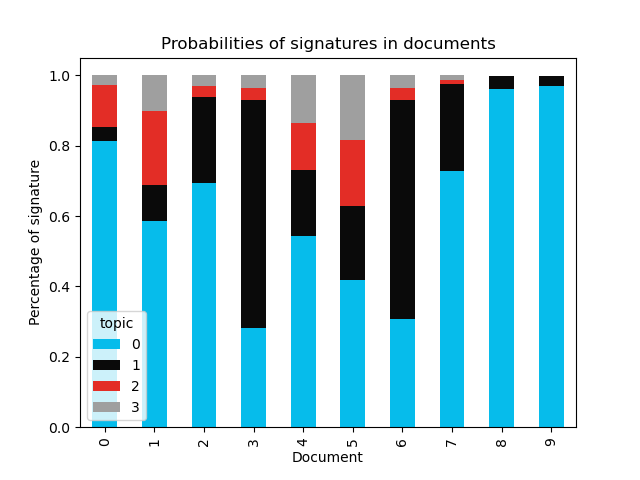 Probabilities of signatures in documents
Percentage of signature
1.0
0.8
0.6
0.4
0.2
0.0
topic
0
1
2
3
0 1 2 3 4 5 6 7 8 9
Document